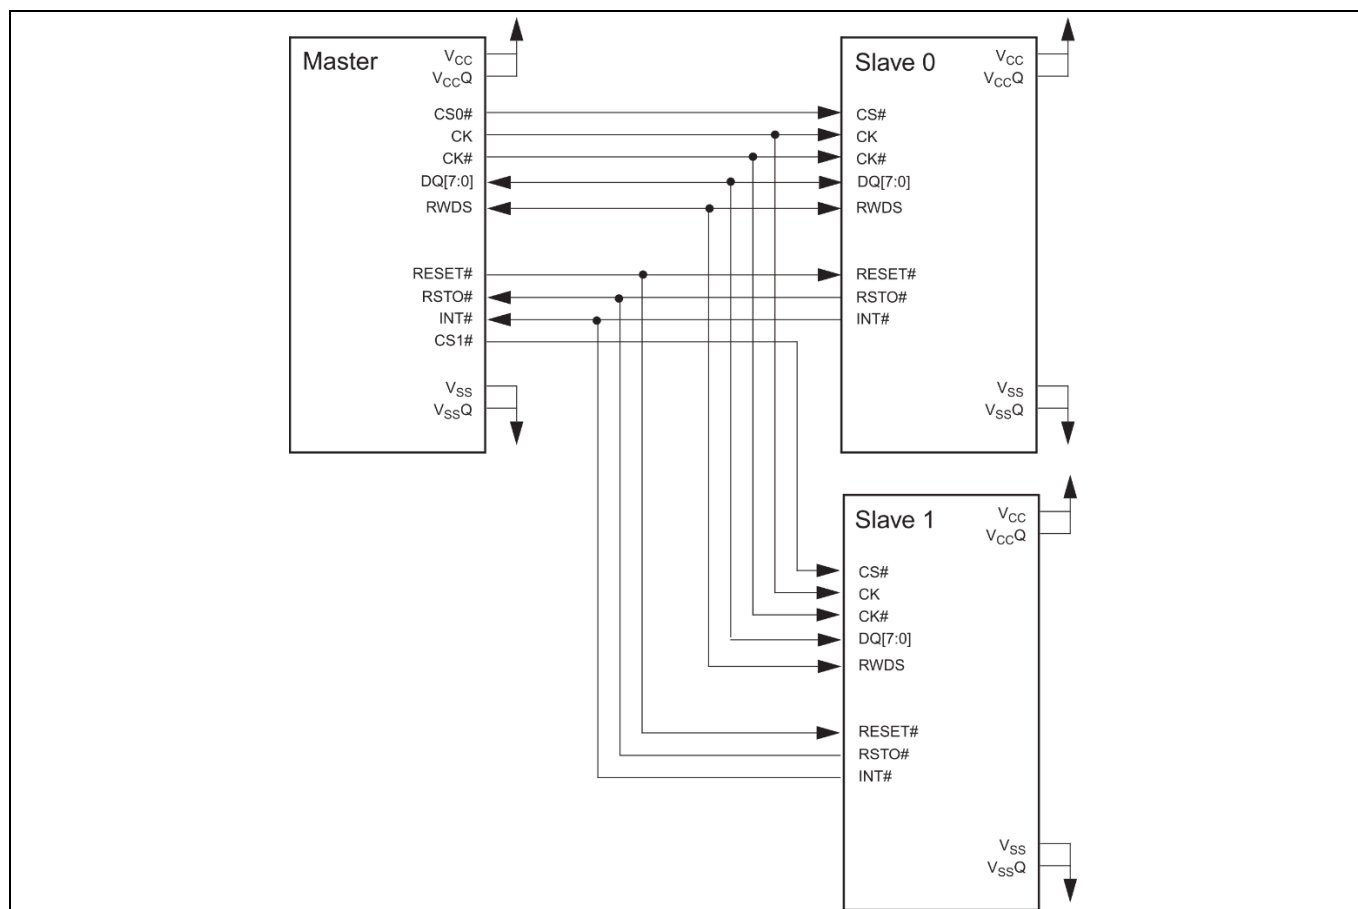 Master
VCC
VCCQ
CS0#
CK
CK#
DQ[7:0]
RWDS
RESET#
RSTO#
INT#
CS1#
VSS
VSSQ
Slave 0
VCC
VCCQ
CS#
CK
CK#
DQ[7:0]
RWDS
RESET#
RSTO#
INT#
VSS
VSSQ
Slave 1
VCC
VCCQ
CS#
CK
CK#
DQ[7:0]
RWDS
RESET#
RSTO#
INT#
VSS
VSSQ